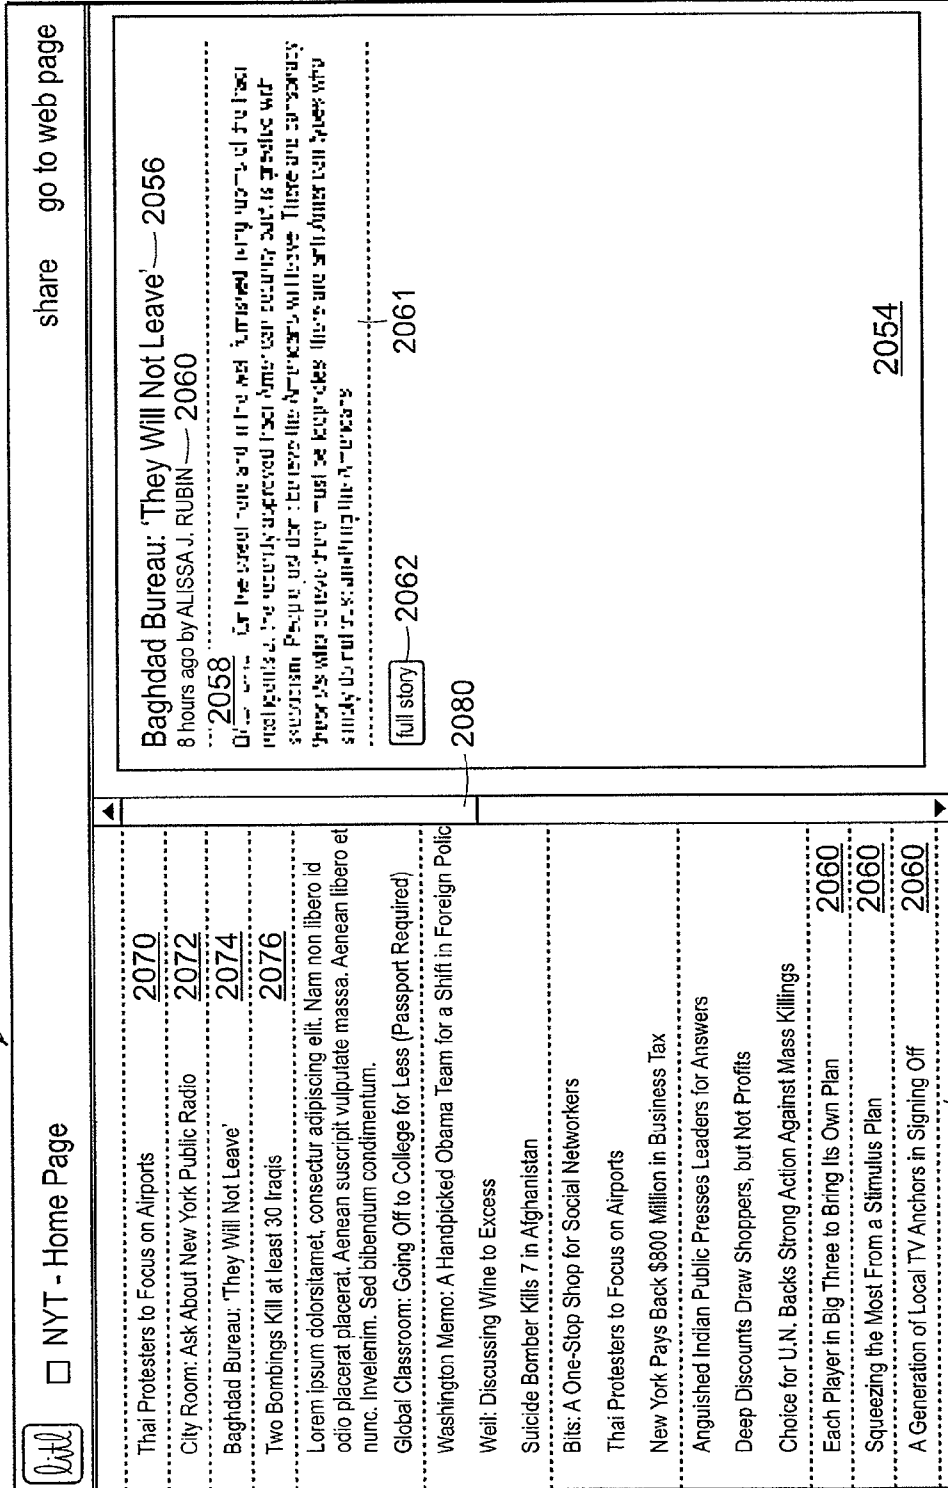 litl NYT - Home Page share go to web page
Thai Protesters to Focus on Airports 2070
City Room: Ask About New York Public Radio 2072
Baghdad Bureau: 'They Will Not Leave' 2074
Two Bombings Kill at least 30 Iraqis 2076
Lorem ipsum dolorsitamet, consectur adipiscing elit. Nam non libero id
odio placerat. Aenean suscripit vulputate massa. Aenean libero et
nunc. Invelenim. Sed bibendum condimentum.
Global Classroom: Going Off to College for Less (Passport Required)
Washington Memo: A Handpicked Obama Team for a Shift in Foreign Polic
Well: Discussing Wine to Excess
Suicide Bomber Kills 7 in Afghanistan
Bits: A One-Stop Shop for Social Networkers
Thai Protesters to Focus on Airports
New York Pays Back $800 Million in Business Tax
Anguished Indian Public Presses Leaders for Answers
Deep Discounts Draw Shoppers, but Not Profits
Choice for U.N. Backs Strong Action Against Mass Killings
Each Player in Big Three to Bring Its Own Plan 2060
Squeezing the Most From a Stimulus Plan 2060
A Generation of Local TV Anchors in Signing Off 2060
Baghdad Bureau: 'They Will Not Leave' 2056
8 hours ago by ALISSA J. RUBIN 2060
2058
2061
full story 2062
2080
2054